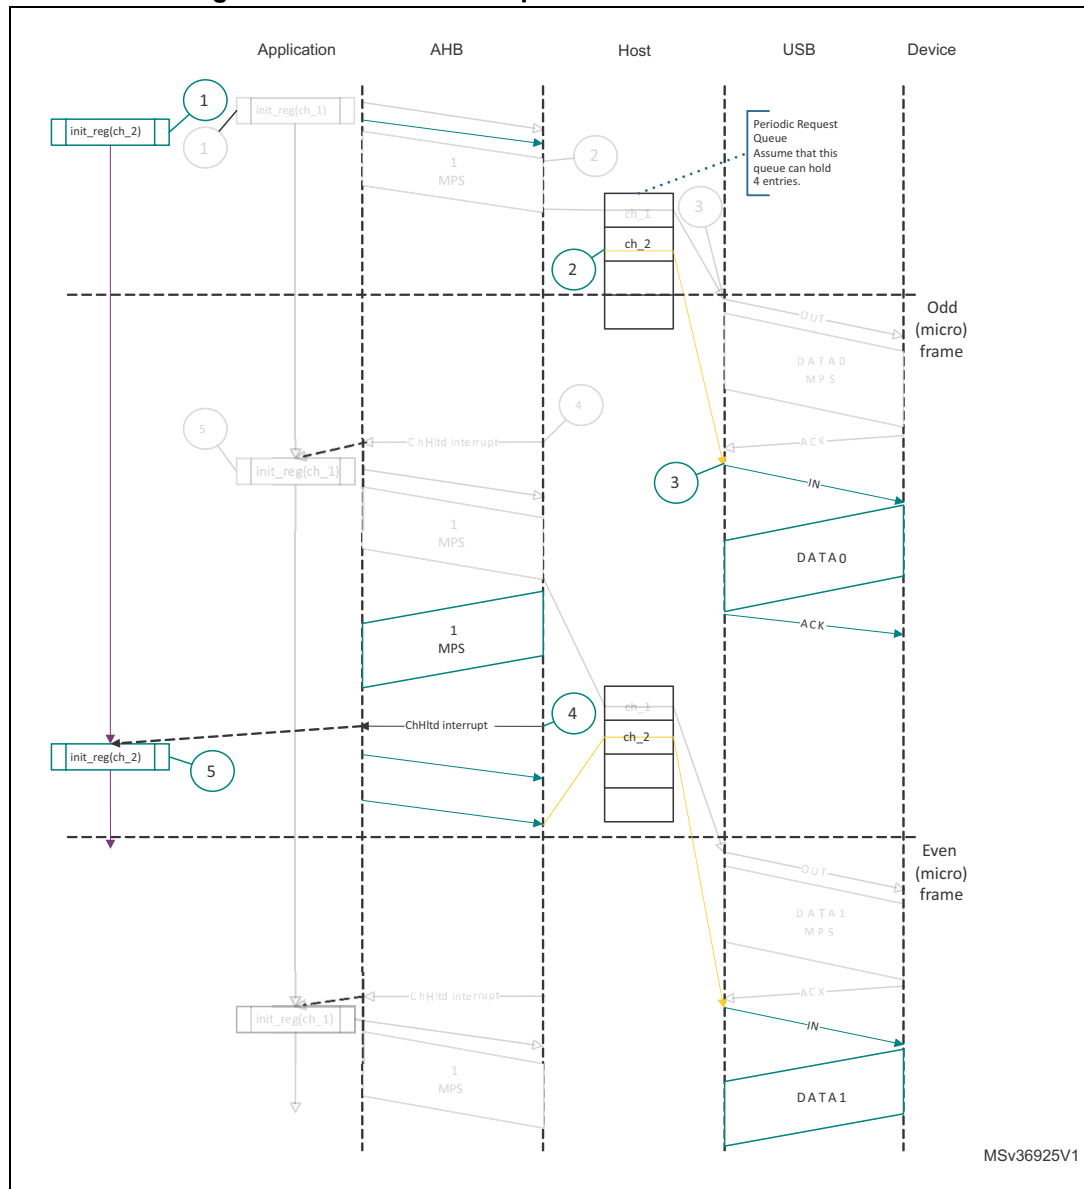 Application
AHB
Host
USB
Device
1
init_reg(ch_1)
init_reg(ch_2)
1
Periodic Request
Queue
Assume that this
queue can hold
4 entries.
1
MPS
2
3
ch_1
ch_2
2
Odd
(micro)
frame
OUT
DATA0
MPS
4
5
ChHltd interrupt
ACK
init_reg(ch_1)
3
IN
1
MPS
DATA0
ACK
1
MPS
ch_1
4
ChHltd interrupt
ch_2
init_reg(ch_2)
5
Even
(micro)
frame
OUT
DATA1
MPS
ChHltd interrupt
ACK
init_reg(ch_1)
IN
1
MPS
DATA1
MSv36925V1